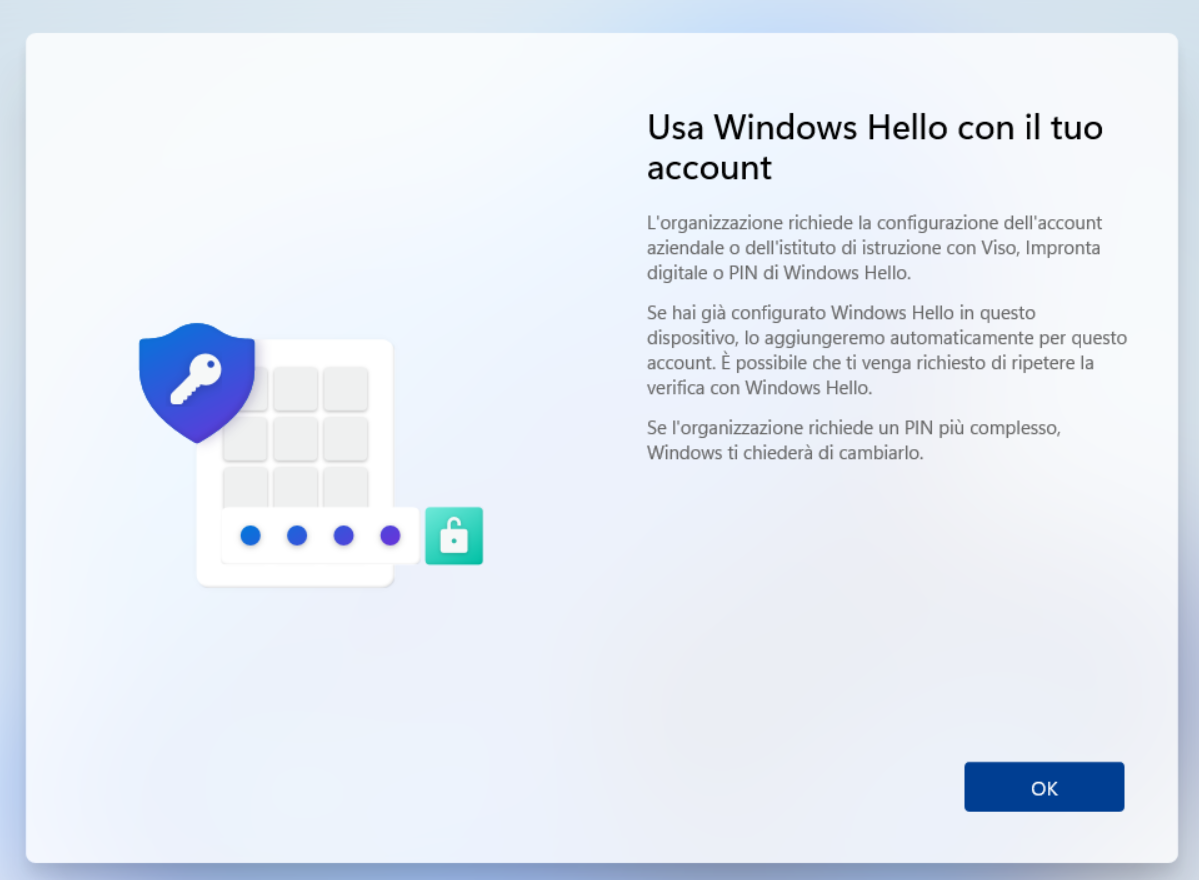 Usa Windows Hello con il tuo
account
L'organizzazione richiede la configurazione dell'account
aziendale o dell'istituto di istruzione con Viso, Impronta
digitale o PIN di Windows Hello.
Se hai già configurato Windows Hello in questo
dispositivo, lo aggiungeremo automaticamente per questo
account. È possibile che ti venga richiesto di ripetere la
verifica con Windows Hello.
Se l'organizzazione richiede un PIN più complesso,
Windows ti chiederà di cambiarlo.
OK